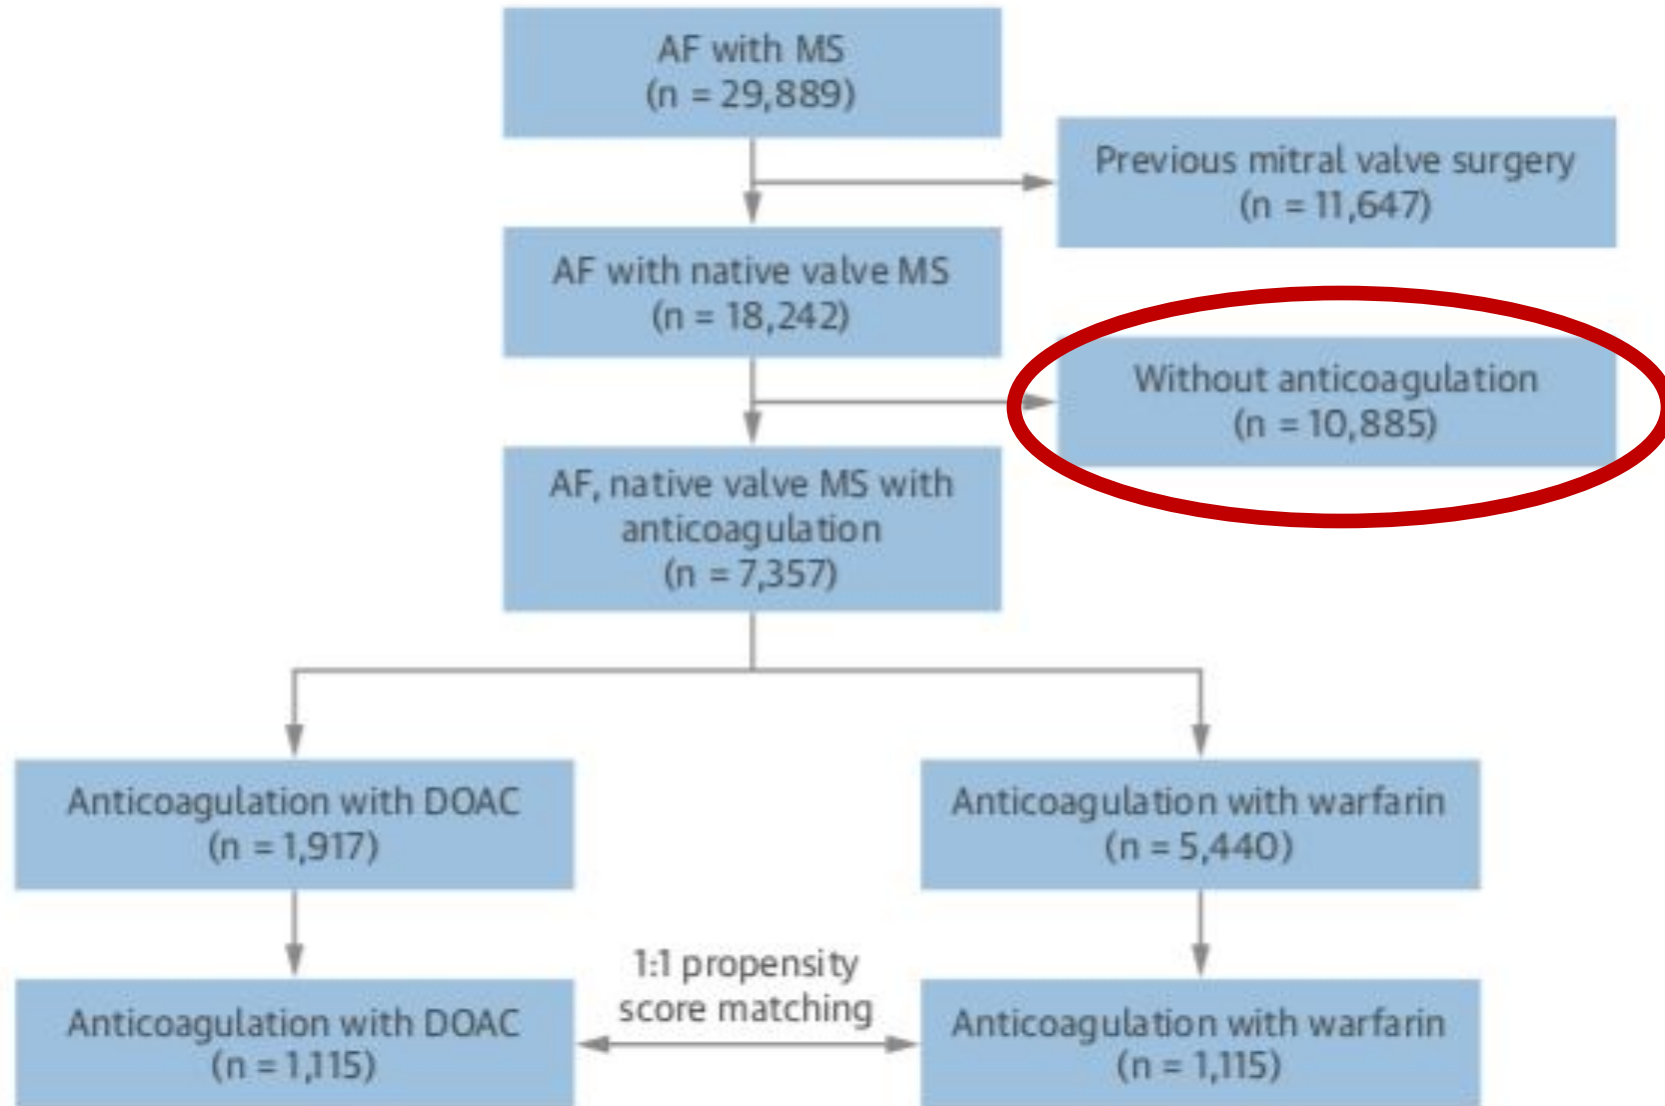 AF with MS
(n = 29,889)
Previous mitral valve surgery
(n = 11,647)
AF with native valve MS
(n = 18,242)
Without anticoagulation
(n = 10,885)
AF, native valve MS with
anticoagulation
(n = 7,357)
Anticoagulation with DOAC
(n = 1,917)
Anticoagulation with warfarin
(n = 5,440)
1:1 propensity
score matching
Anticoagulation with DOAC
(n = 1,115)
Anticoagulation with warfarin
(n = 1,115)